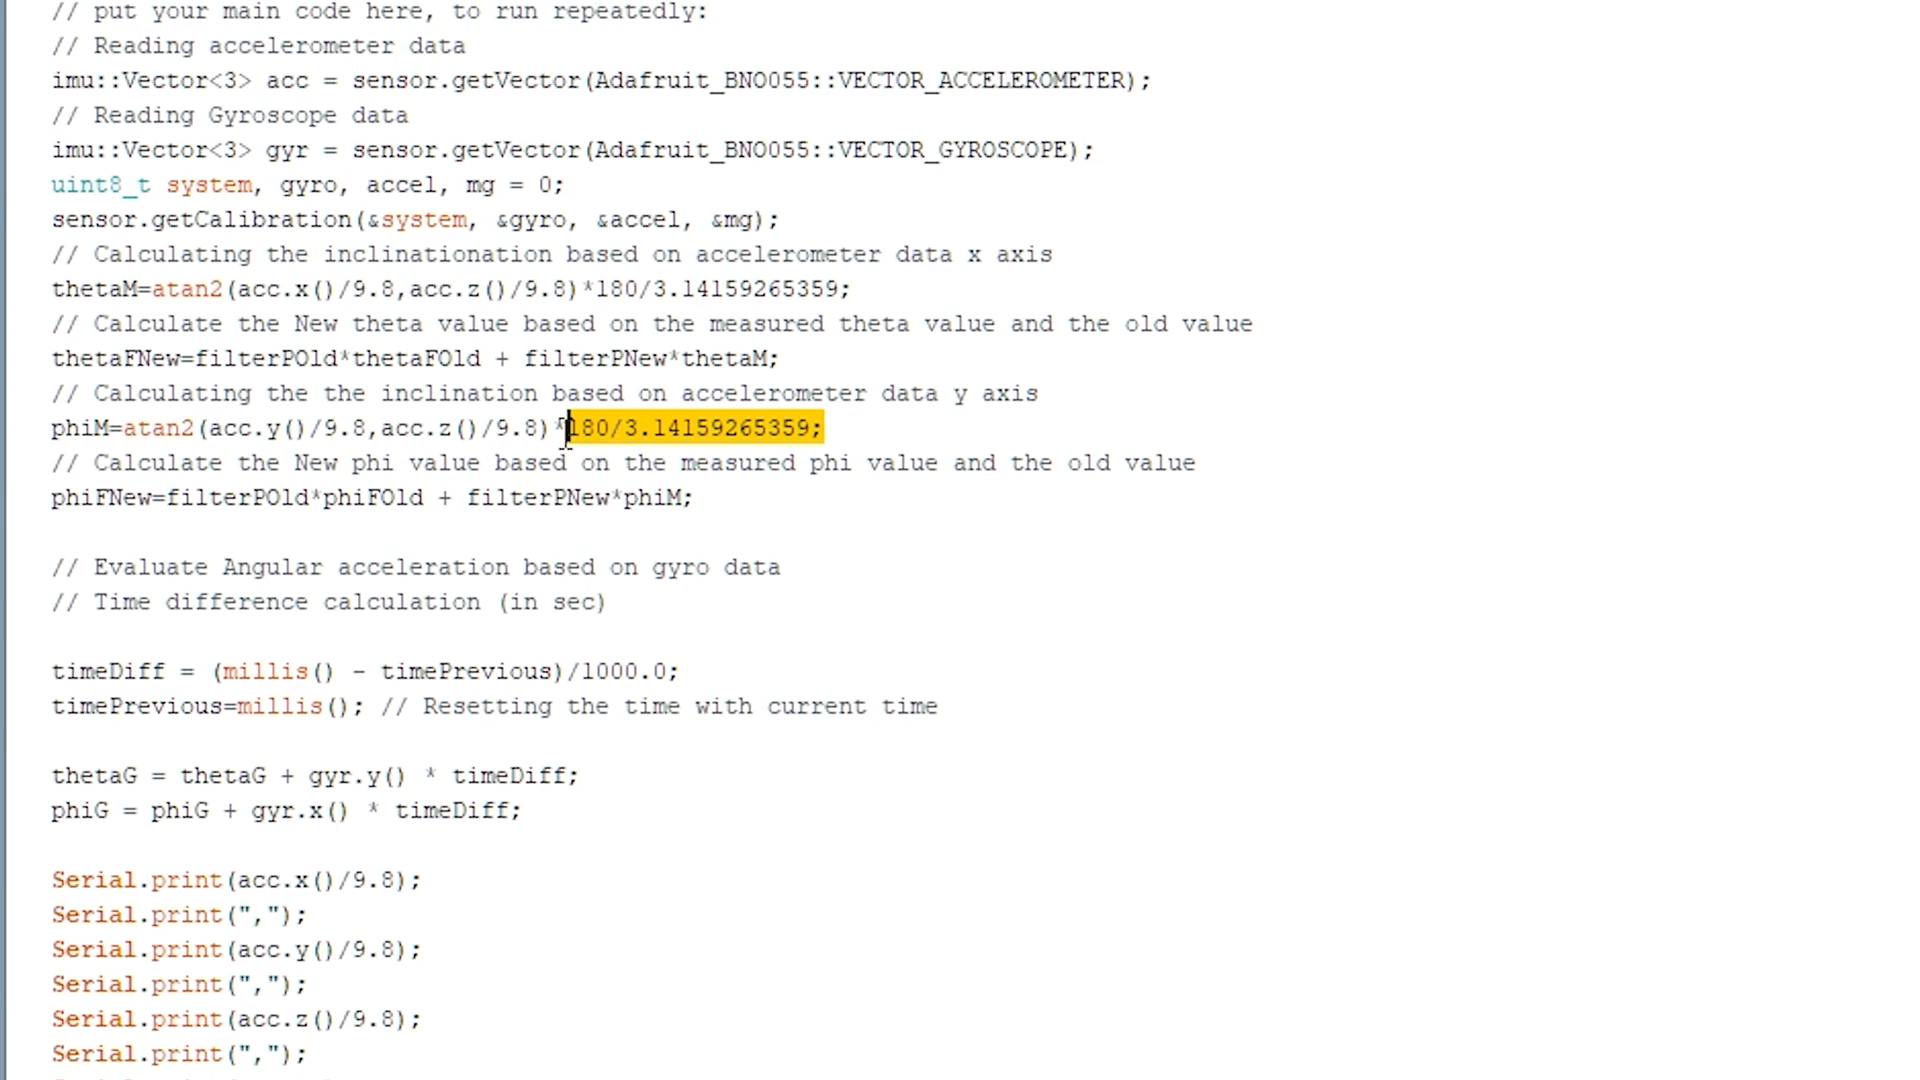 // put your main code here, to run repeatedly:
// Reading accelerometer data
imu::Vector<3> acc = sensor.getVector(Adafruit_BNO055::VECTOR_ACCELEROMETER);
// Reading Gyroscope data
imu::Vector<3> gyr = sensor.getVector(Adafruit_BNO055::VECTOR_GYROSCOPE);
uint8_t system, gyro, accel, mg = 0;
sensor.getCalibration(&system, &gyro, &accel, &mg);
// Calculating the inclinationation based on accelerometer data x axis
thetaM=atan2(acc.x()/9.8,acc.z()/9.8)*180/3.14159265359;
// Calculate the New theta value based on the measured theta value and the old value
thetaFNew=filterPOld*thetaFOld + filterPNew*thetaM;
// Calculating the the inclination based on accelerometer data y axis
phiM=atan2(acc.y()/9.8,acc.z()/9.8)*180/3.14159265359;
// Calculate the New phi value based on the measured phi value and the old value
phiFNew=filterPOld*phiFOld + filterPNew*phiM;
// Evaluate Angular acceleration based on gyro data
// Time difference calculation (in sec)
timeDiff = (millis() - timePrevious)/1000.0;
timePrevious=millis(); // Resetting the time with current time
thetaG = thetaG + gyr.y() * timeDiff;
phiG = phiG + gyr.x() * timeDiff;
Serial.print(acc.x()/9.8);
Serial.print(",");
Serial.print(acc.y()/9.8);
Serial.print(",");
Serial.print(acc.z()/9.8);
Serial.print(",");